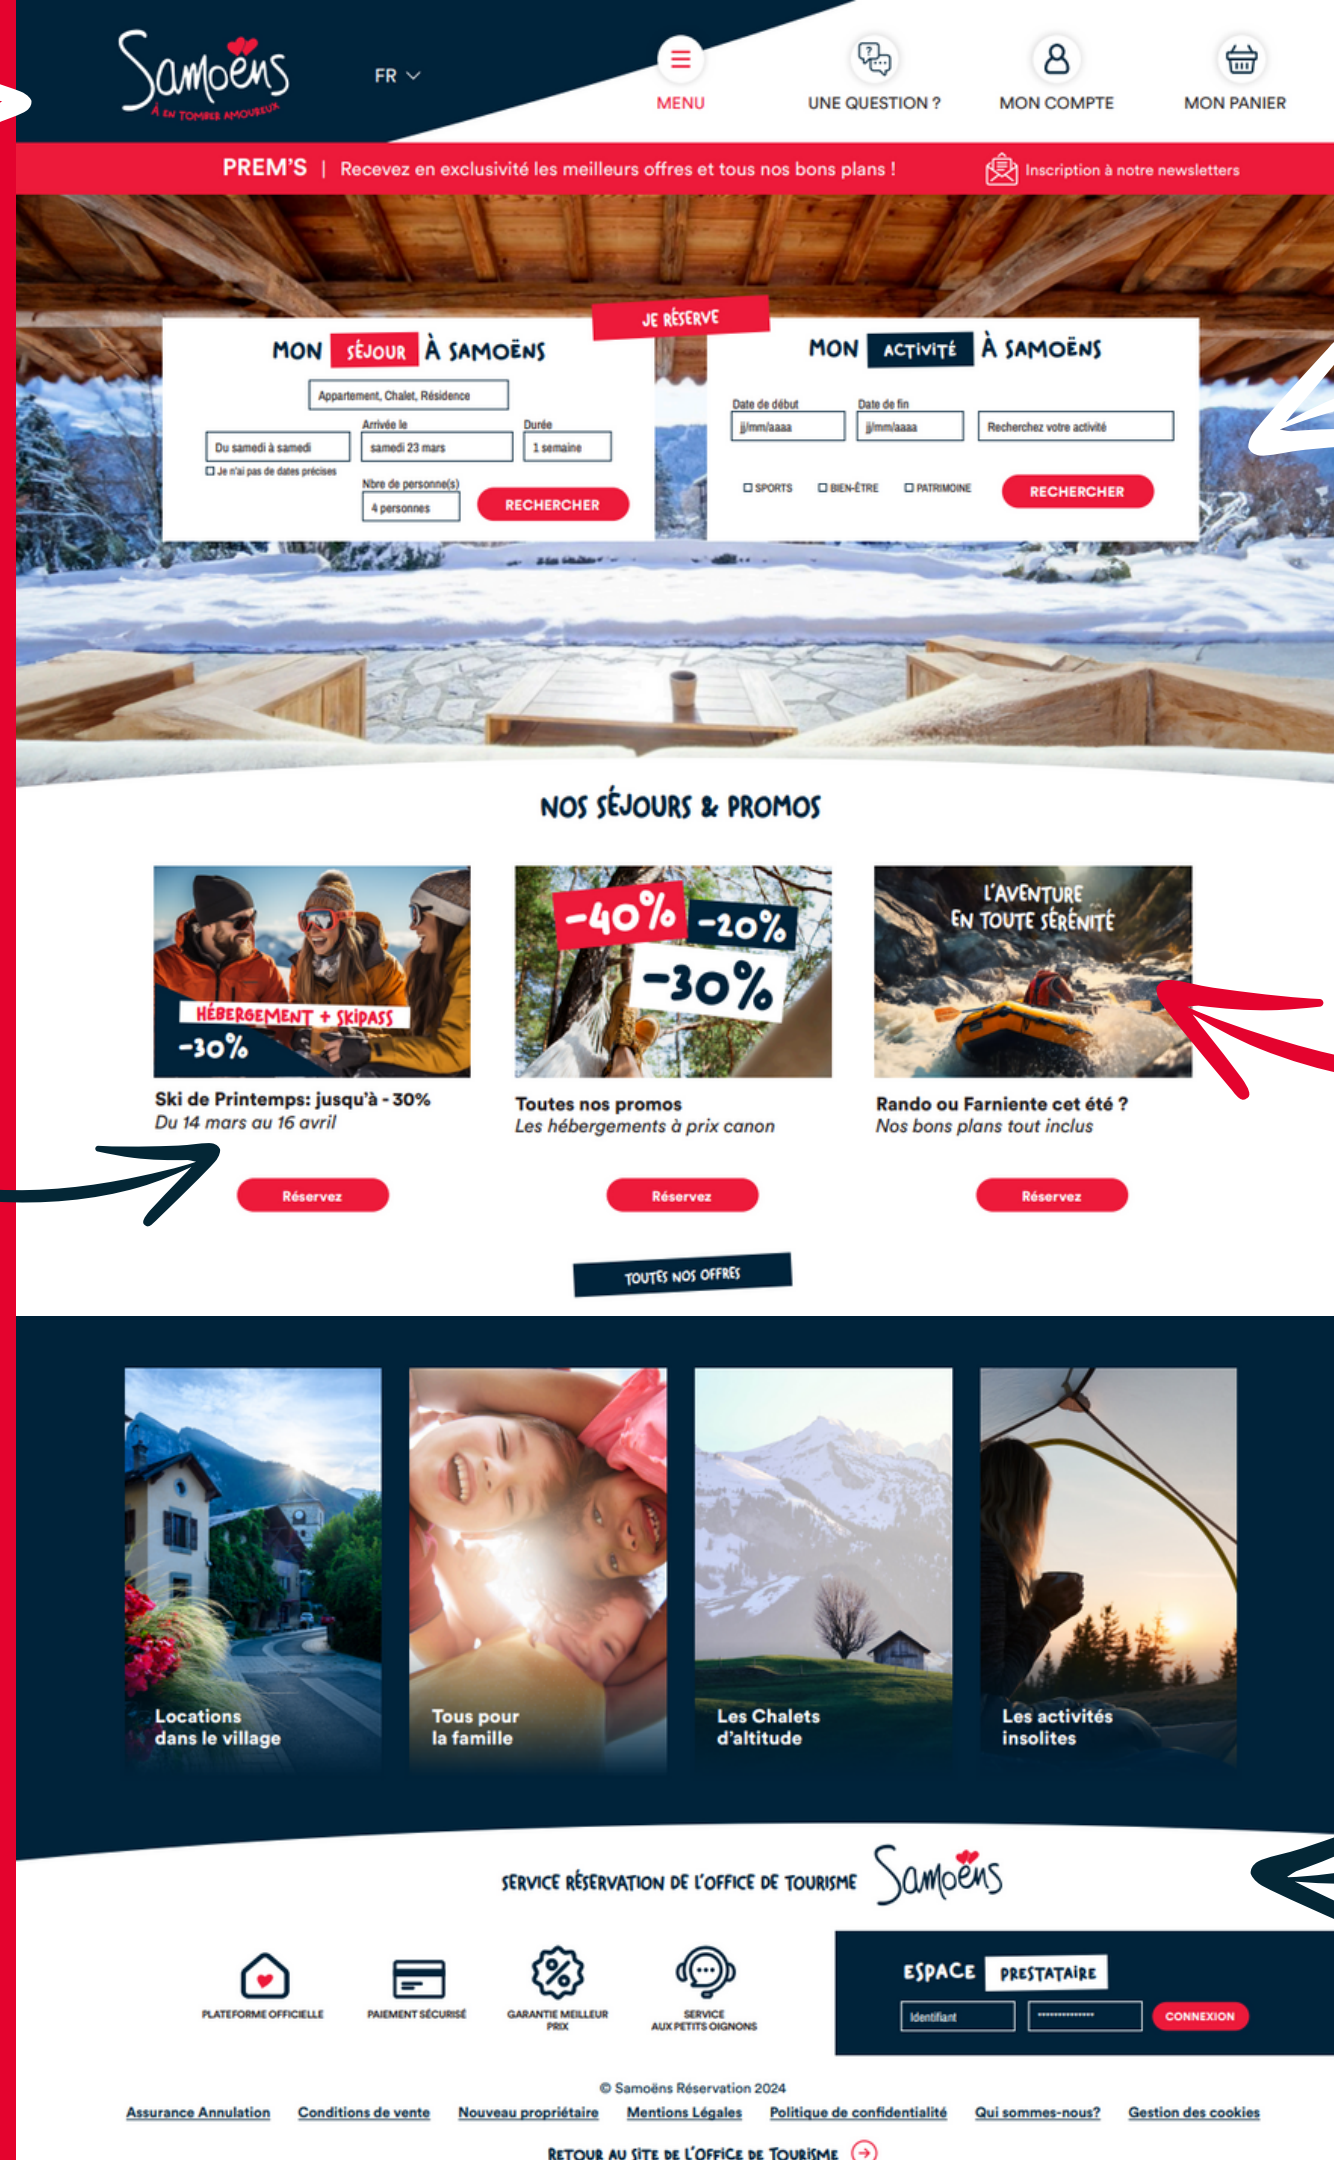 Samoëns
À EN TOMBER AMOUREUX
FR
MENU
UNE QUESTION ?
MON COMPTE
MON PANIER
PREM'S | Recevez en exclusivité les meilleurs offres et tous nos bons plans !
Inscription à notre newsletters
JE RÉSERVE
MON SÉJOUR À SAMOËNS
Appartement, Chalet, Résidence
Arrivée le
Durée
Du samedi à samedi
samedi 23 mars
1 semaine
Je n'ai pas de dates précises
Nbre de personne(s)
4 personnes
RECHERCHER
MON ACTIVITÉ À SAMOËNS
Date de début
Date de fin
jj/mm/aaaa
jj/mm/aaaa
Recherchez votre activité
SPORTS
BIEN-ÊTRE
PATRIMOINE
RECHERCHER
NOS SÉJOURS & PROMOS
HÉBERGEMENT + SKIPASS
-30%
Ski de Printemps: jusqu'à - 30%
Du 14 mars au 16 avril
Réservez
-40%
-20%
-30%
Toutes nos promos
Les hébergements à prix canon
Réservez
L'AVENTURE
EN TOUTE SÉRÉNITÉ
Rando ou Farniente cet été ?
Nos bons plans tout inclus
Réservez
TOUTES NOS OFFRES
Locations
dans le village
Tous pour
la famille
Les Chalets
d'altitude
Les activités
insolites
SERVICE RÉSERVATION DE L'OFFICE DE TOURISME Samoëns
PLATEFORME OFFICIELLE
PAIEMENT SÉCURISÉ
GARANTIE MEILLEUR
PRIX
SERVICE
AUX PETITS OIGNONS
ESPACE PRESTATAIRE
Identifiant
***************
CONNEXION
© Samoëns Réservation 2024
Assurance Annulation
Conditions de vente
Nouveau propriétaire
Mentions Légales
Politique de confidentialité
Qui sommes-nous?
Gestion des cookies
RETOUR AU SITE DE L'OFFICE DE TOURISME